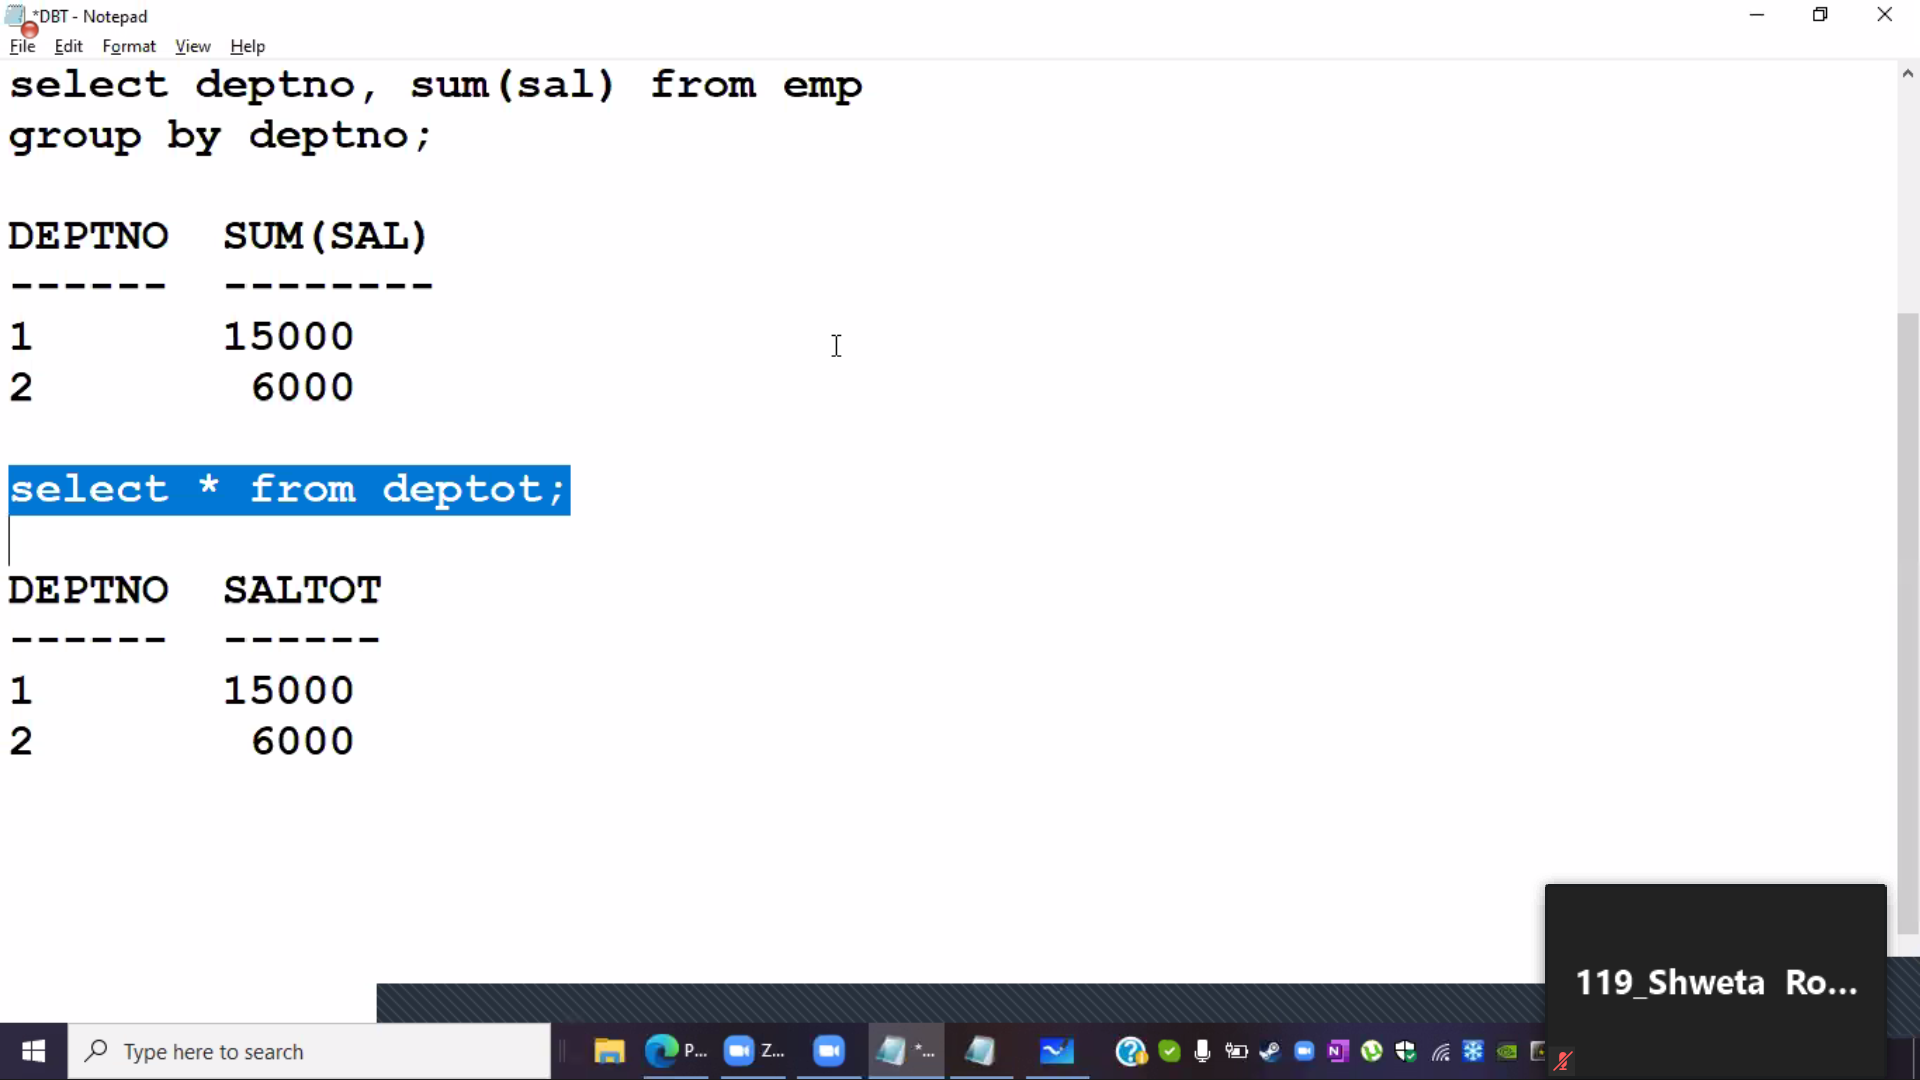 *DBT - Notepad
File Edit Format View Help
select deptno, sum(sal) from emp
group by deptno;
DEPTNO  SUM(SAL)
------  --------
1       15000
2        6000
select * from deptot;
DEPTNO  SALTOT
------  ------
1       15000
2        6000
119_Shweta Ro...
Type here to search
P...
Z...
*...